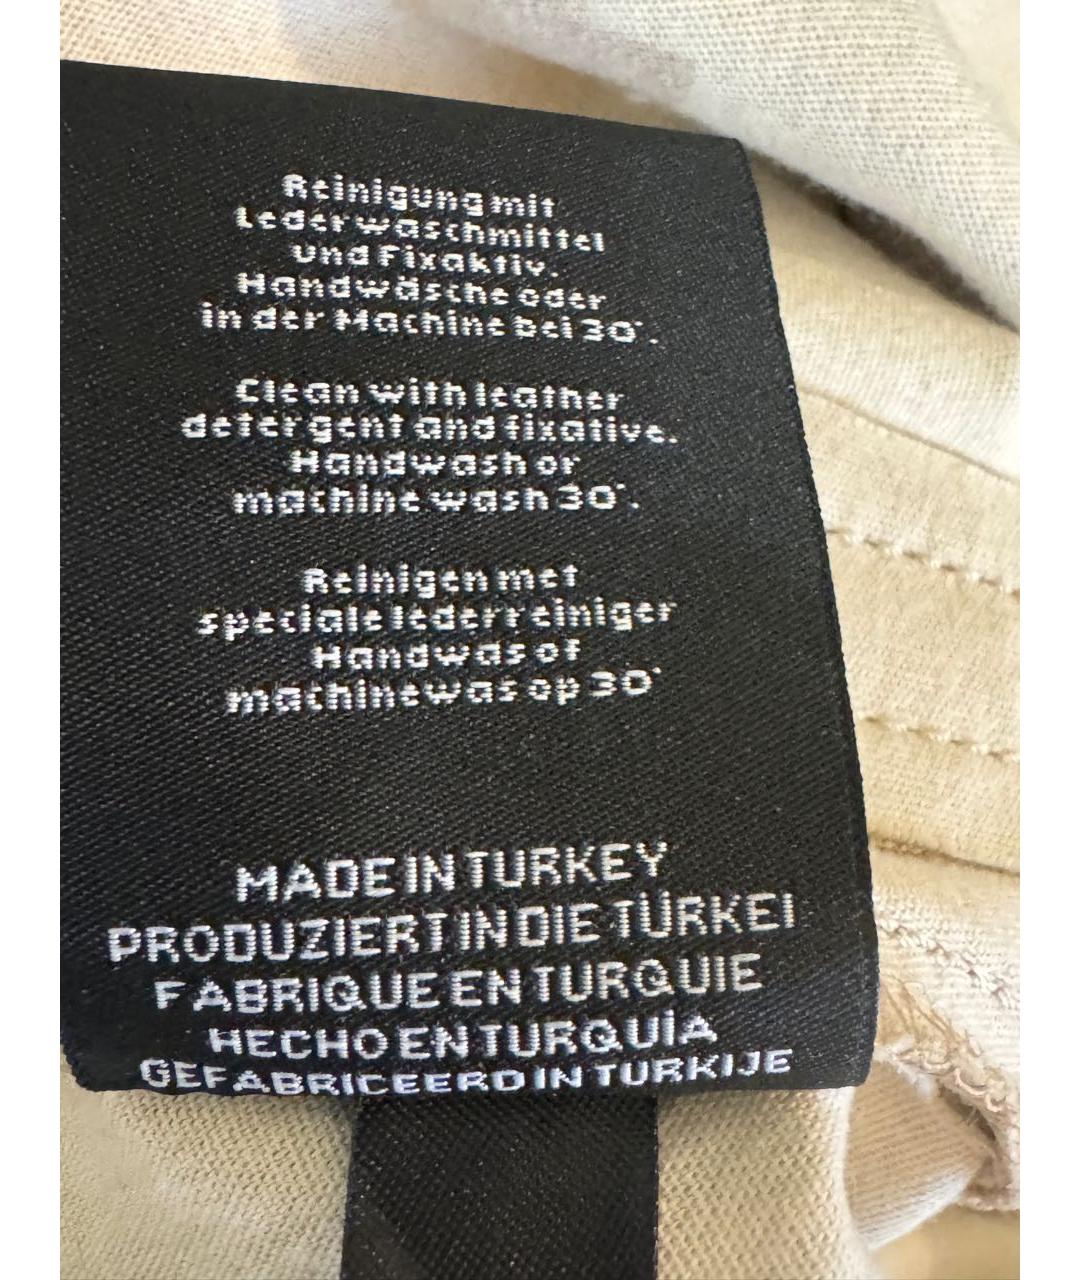 Reinigung mit
Lederwaschmittel
und Fixaktiv.
Handwäsche oder
in der Machine bei 30°.
Clean with leather
detergent and fixative.
Handwash or
machine wash 30°.
Reinigen met
speciale lederreiniger
Handwas of
machinewas op 30°
MADE IN TURKEY
PRODUZIERT IN DIE TÜRKEI
FABRIQUE EN TURQUIE
HECHO EN TURQUÍA
GEFABRICEERD IN TURKIJE